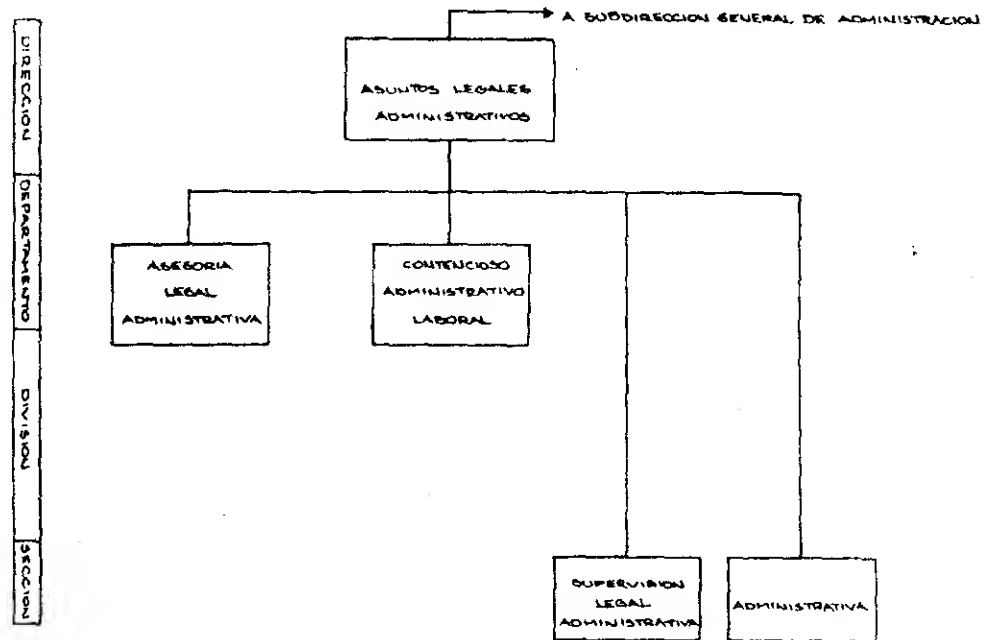 A SUBDIRECCION GENERAL DE ADMINISTRACION
DIRECCION
ASUNTOS LEGALES
ADMINISTRATIVOS
DEPARTAMENTO
ASESORIA
LEGAL
ADMINISTRATIVA
CONTENCIOSO
ADMINISTRATIVO
LABORAL
DIVISION
SECCION
SUPERVISION
LEGAL
ADMINISTRATIVA
ADMINISTRATIVA